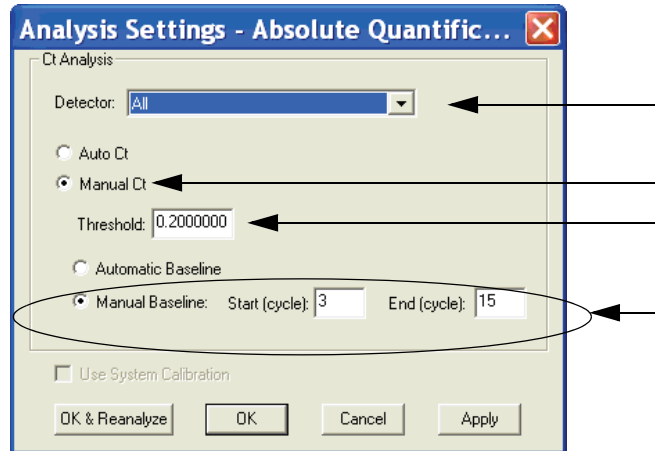 Analysis Settings - Absolute Quantific...
Ct Analysis
Detector: All
Auto Ct
Manual Ct
Threshold: 0.2000000
Automatic Baseline
Manual Baseline: Start (cycle): 3 End (cycle): 15
Use System Calibration
OK & Reanalyze OK Cancel Apply